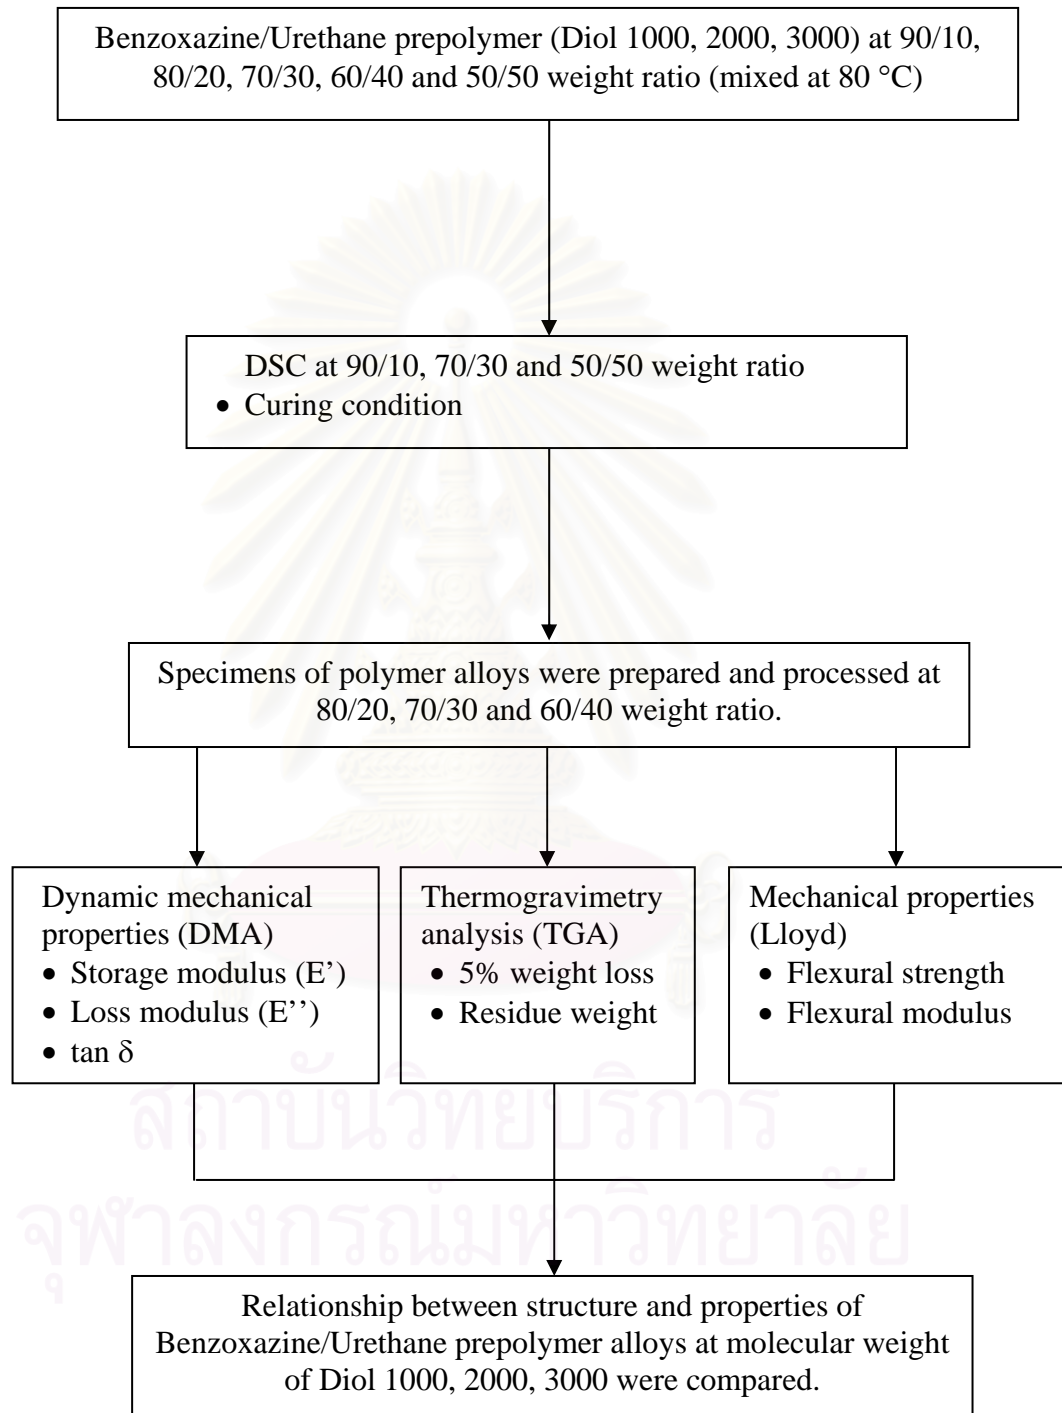 Benzoxazine/Urethane prepolymer (Diol 1000, 2000, 3000) at 90/10,
80/20, 70/30, 60/40 and 50/50 weight ratio (mixed at 80 °C)
DSC at 90/10, 70/30 and 50/50 weight ratio
• Curing condition
Specimens of polymer alloys were prepared and processed at
80/20, 70/30 and 60/40 weight ratio.
Dynamic mechanical
properties (DMA)
• Storage modulus (E’)
• Loss modulus (E’’)
• tan δ
Thermogravimetry
analysis (TGA)
• 5% weight loss
• Residue weight
Mechanical properties
(Lloyd)
• Flexural strength
• Flexural modulus
สถาบันวิทยบริการ
จุฬาลงกรณ์มหาวิทยาลัย
Relationship between structure and properties of
Benzoxazine/Urethane prepolymer alloys at molecular weight
of Diol 1000, 2000, 3000 were compared.